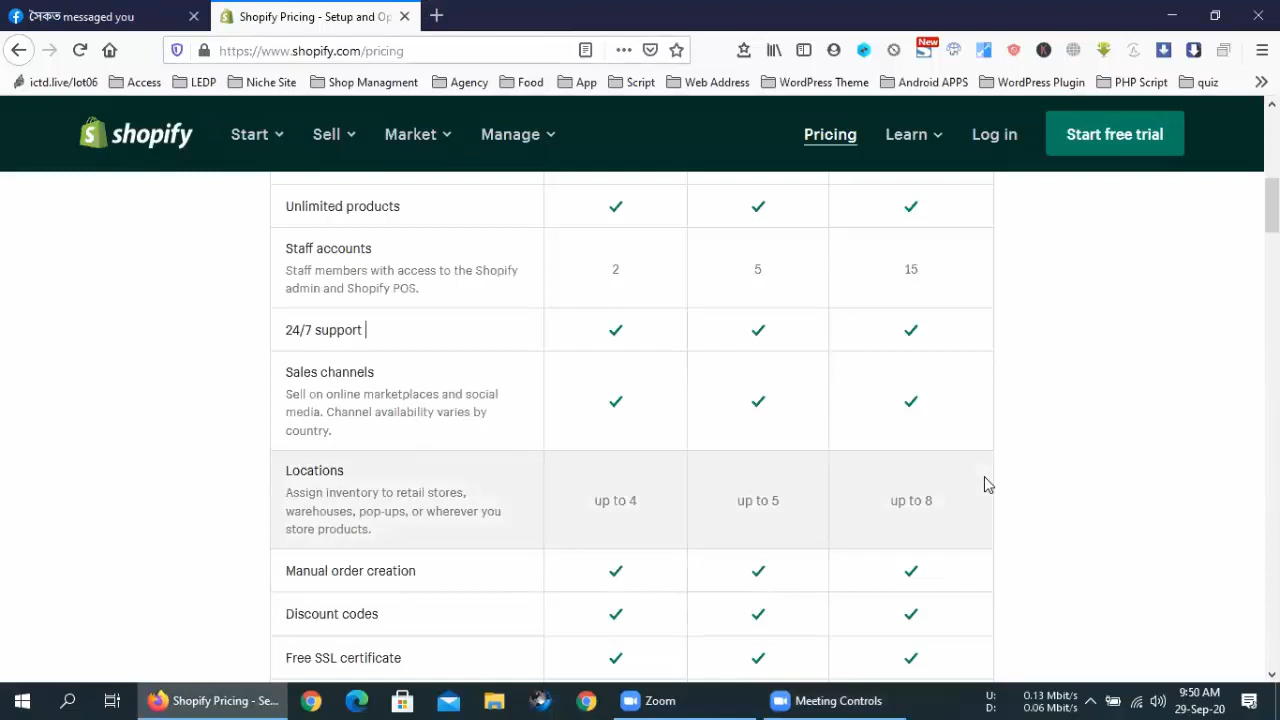 সৈকত messaged you
Shopify Pricing - Setup and Op
https://www.shopify.com/pricing
New
ictd.live/lot06
Access
LEDP
Niche Site
Shop Managment
Agency
Food
App
Script
Web Address
WordPress Theme
Android APPS
WordPress Plugin
PHP Script
quiz
shopify
Start
Sell
Market
Manage
Pricing
Learn
Log in
Start free trial
Unlimited products
Staff accounts
Staff members with access to the Shopify
admin and Shopify POS.
2
5
15
24/7 support
Sales channels
Sell on online marketplaces and social
media. Channel availability varies by
country.
Locations
Assign inventory to retail stores,
warehouses, pop-ups, or wherever you
store products.
up to 4
up to 5
up to 8
Manual order creation
Discount codes
Free SSL certificate
Shopify Pricing - Se...
Zoom
Meeting Controls
U: 0.13 Mbit/s
D: 0.06 Mbit/s
9:50 AM
29-Sep-20